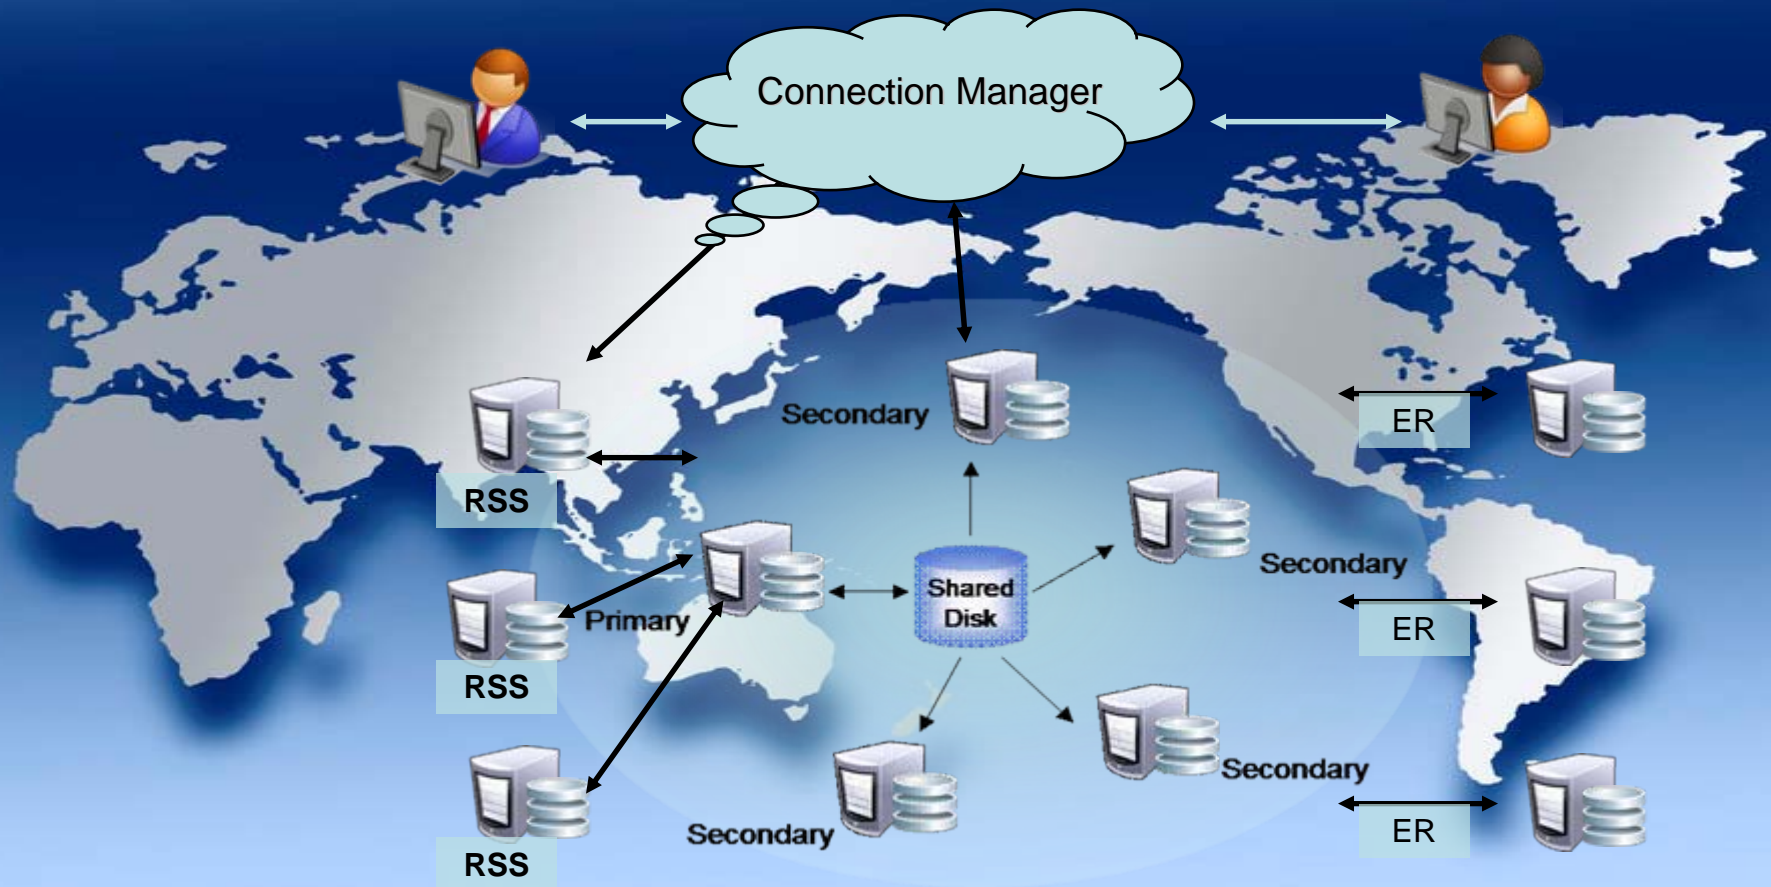 Connection Manager
Secondary
ER
RSS
Secondary
Shared
Disk
Primary
ER
RSS
Secondary
Secondary
ER
RSS